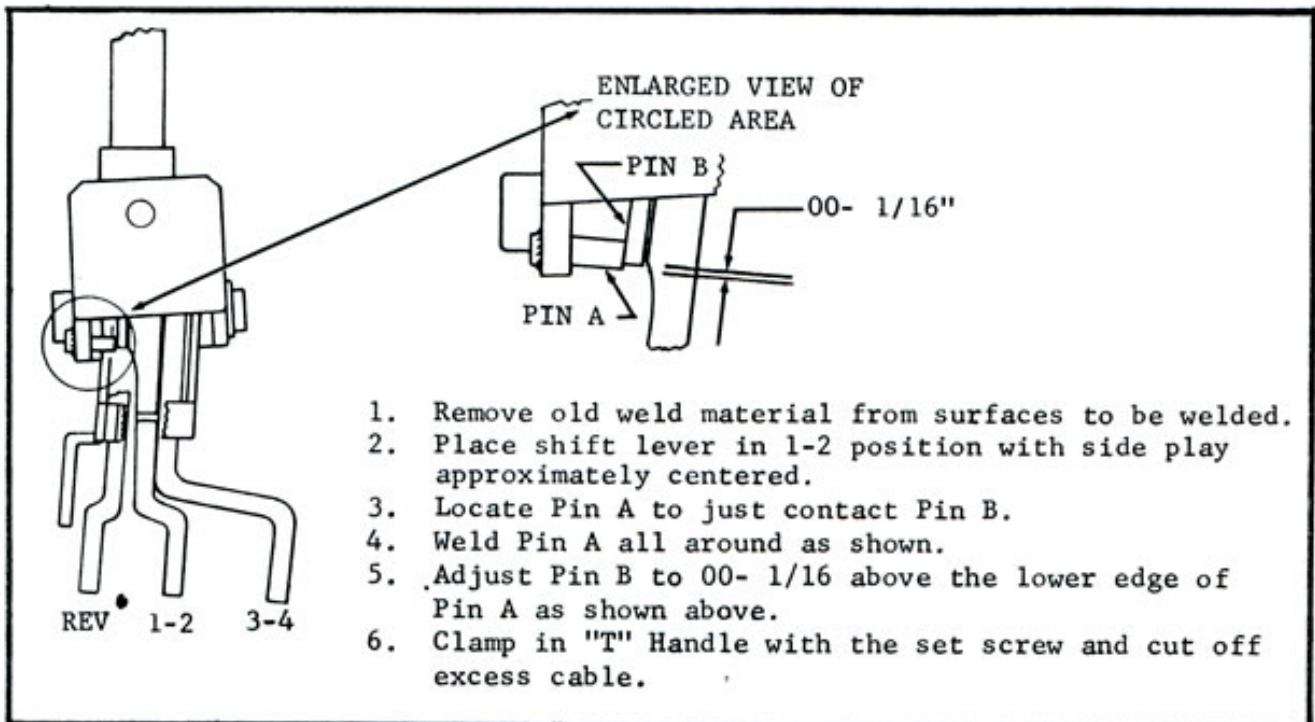 ENLARGED VIEW OF
CIRCLED AREA
PIN B
00- 1/16"
PIN A
1. Remove old weld material from surfaces to be welded.
2. Place shift lever in 1-2 position with side play
approximately centered.
3. Locate Pin A to just contact Pin B.
4. Weld Pin A all around as shown.
5. Adjust Pin B to 00- 1/16 above the lower edge of
Pin A as shown above.
6. Clamp in "T" Handle with the set screw and cut off
excess cable.
REV 1-2 3-4